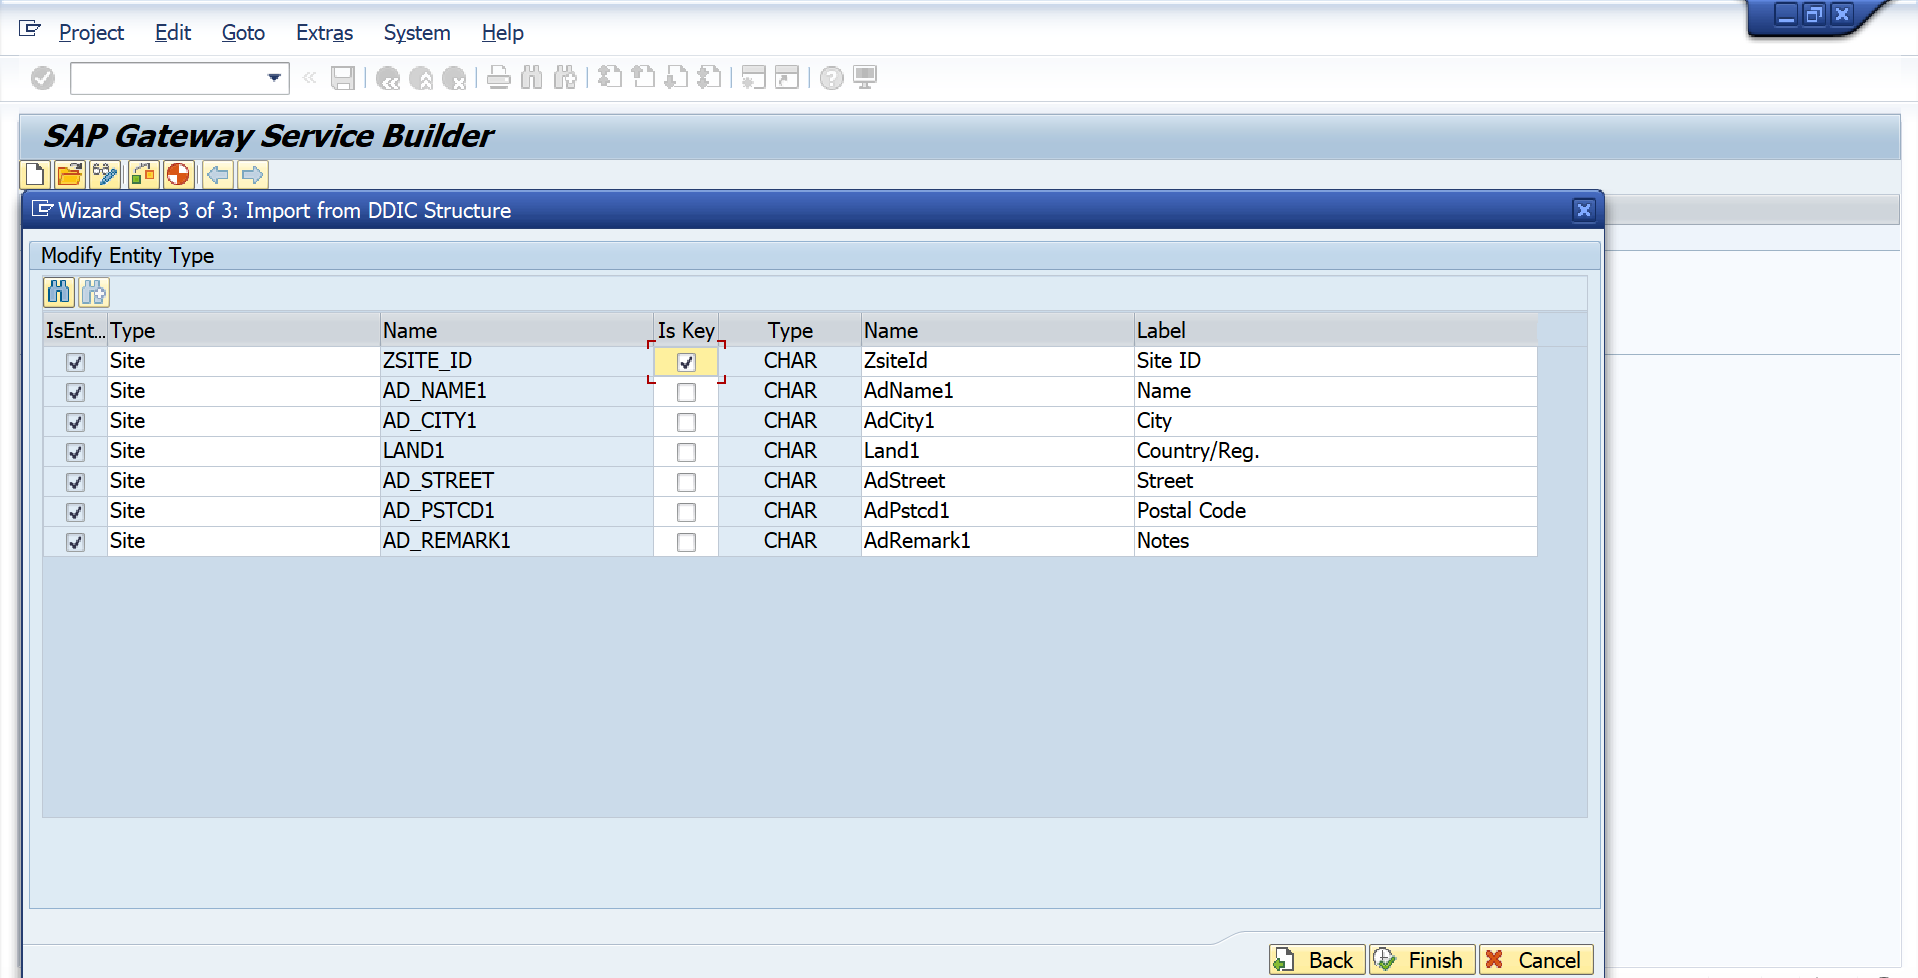 Project Edit Goto Extras System Help
SAP Gateway Service Builder
Wizard Step 3 of 3: Import from DDIC Structure
Modify Entity Type
IsEnt... Type Name Is Key Type Name Label
Site ZSITE_ID CHAR ZsiteId Site ID
Site AD_NAME1 CHAR AdName1 Name
Site AD_CITY1 CHAR AdCity1 City
Site LAND1 CHAR Land1 Country/Reg.
Site AD_STREET CHAR AdStreet Street
Site AD_PSTCD1 CHAR AdPstcd1 Postal Code
Site AD_REMARK1 CHAR AdRemark1 Notes
Back Finish Cancel